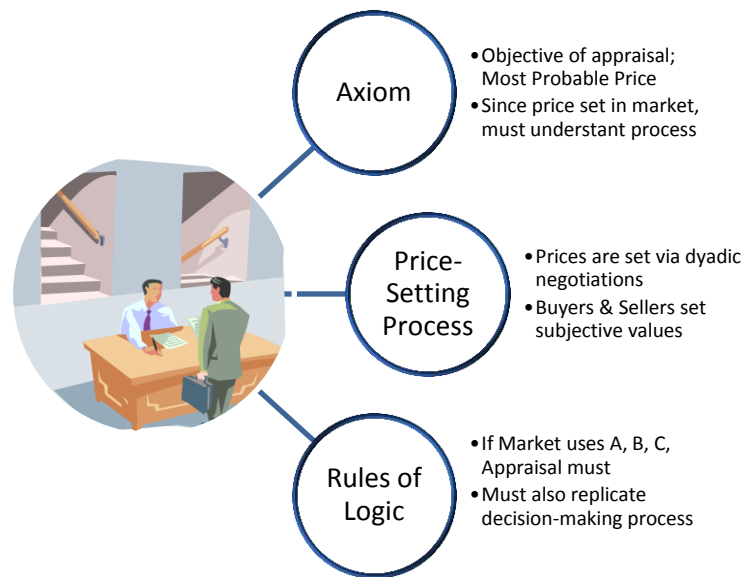 Axiom
•Objective of appraisal;
Most Probable Price
•Since price set in market,
must understant process
Price-
Setting
Process
•Prices are set via dyadic
negotiations
•Buyers & Sellers set
subjective values
Rules of
Logic
•If Market uses A, B, C,
Appraisal must
•Must also replicate
decision-making process